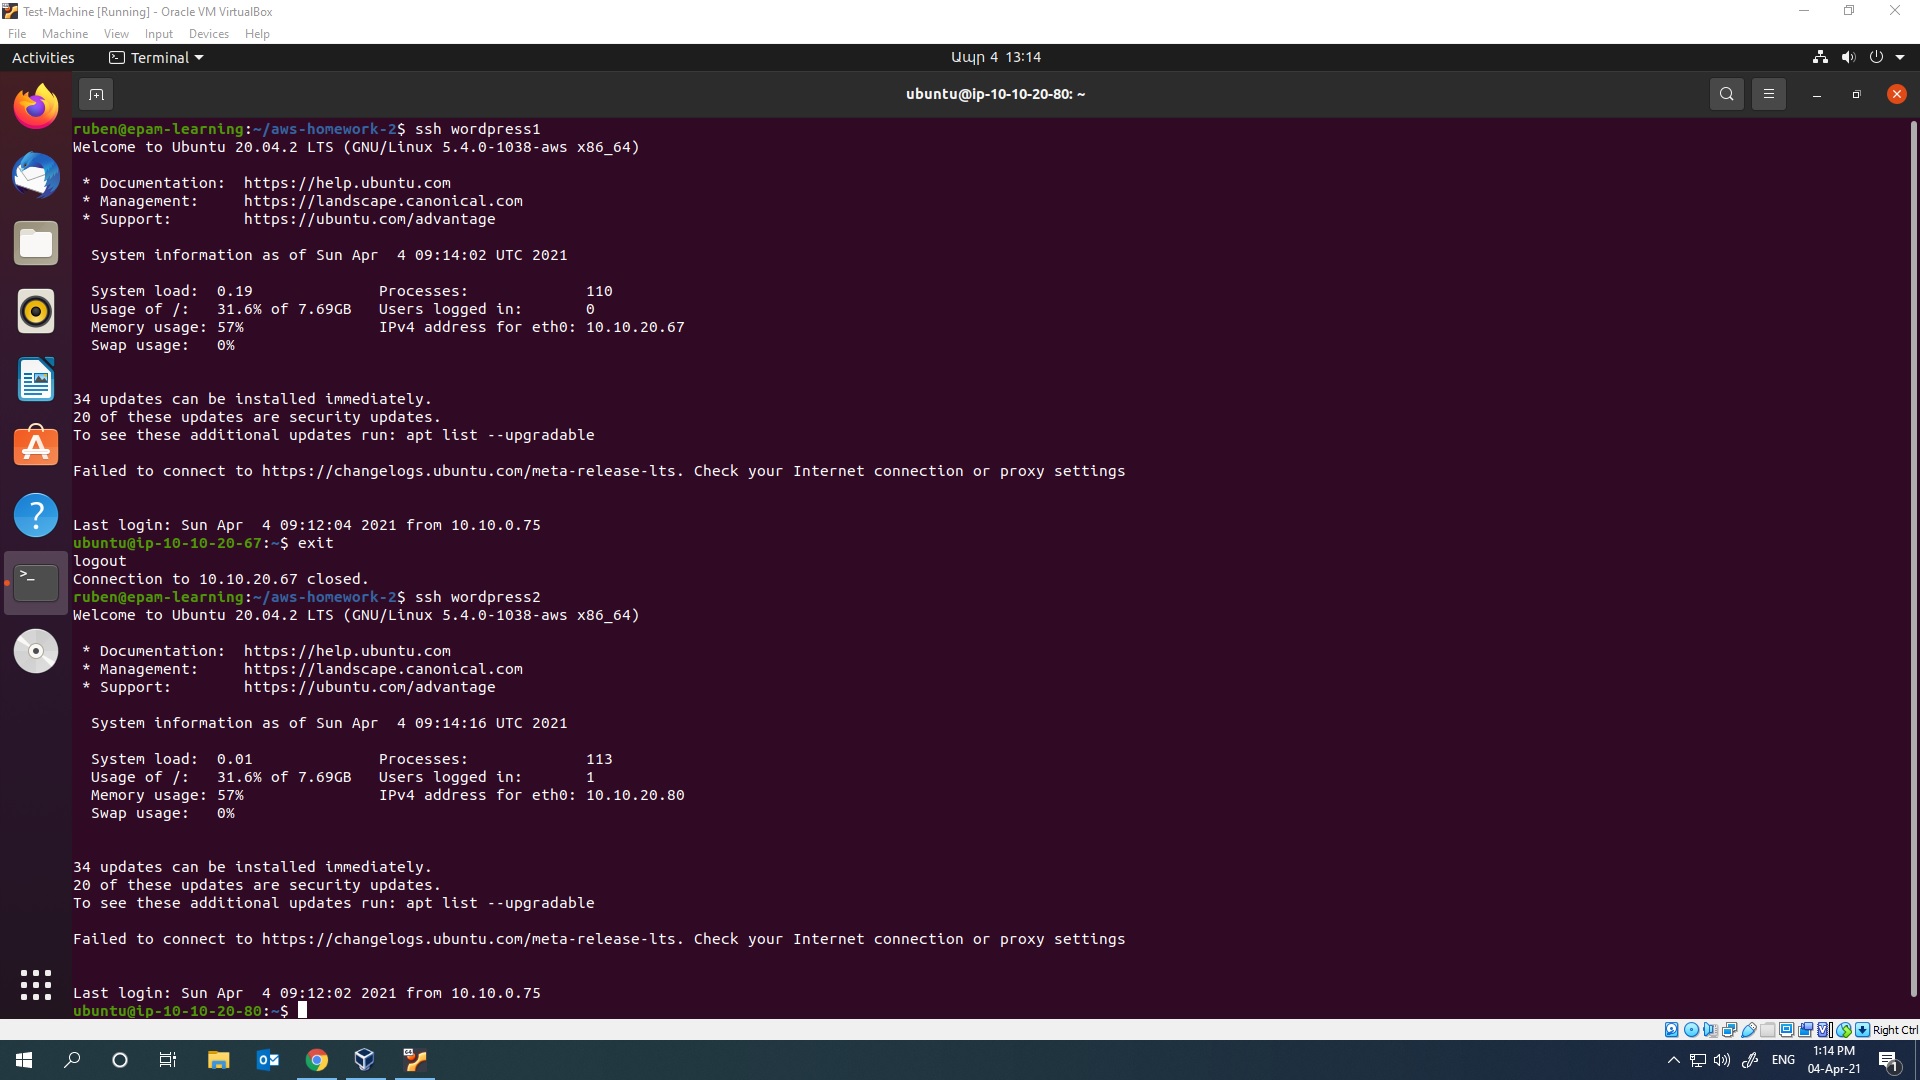 Test-Machine [Running] - Oracle VM VirtualBox
File Machine View Input Devices Help
Activities Terminal Ապր 4 13:14
ubuntu@ip-10-10-20-80: ~
ruben@epam-learning:~/aws-homework-2$ ssh wordpress1
Welcome to Ubuntu 20.04.2 LTS (GNU/Linux 5.4.0-1038-aws x86_64)
* Documentation: https://help.ubuntu.com
* Management: https://landscape.canonical.com
* Support: https://ubuntu.com/advantage
System information as of Sun Apr 4 09:14:02 UTC 2021
System load: 0.19 Processes: 110
Usage of /: 31.6% of 7.69GB Users logged in: 0
Memory usage: 57% IPv4 address for eth0: 10.10.20.67
Swap usage: 0%
34 updates can be installed immediately.
20 of these updates are security updates.
To see these additional updates run: apt list --upgradable
Failed to connect to https://changelogs.ubuntu.com/meta-release-lts. Check your Internet connection or proxy settings
Last login: Sun Apr 4 09:12:04 2021 from 10.10.0.75
ubuntu@ip-10-10-20-67:~$ exit
logout
Connection to 10.10.20.67 closed.
ruben@epam-learning:~/aws-homework-2$ ssh wordpress2
Welcome to Ubuntu 20.04.2 LTS (GNU/Linux 5.4.0-1038-aws x86_64)
* Documentation: https://help.ubuntu.com
* Management: https://landscape.canonical.com
* Support: https://ubuntu.com/advantage
System information as of Sun Apr 4 09:14:16 UTC 2021
System load: 0.01 Processes: 113
Usage of /: 31.6% of 7.69GB Users logged in: 1
Memory usage: 57% IPv4 address for eth0: 10.10.20.80
Swap usage: 0%
34 updates can be installed immediately.
20 of these updates are security updates.
To see these additional updates run: apt list --upgradable
Failed to connect to https://changelogs.ubuntu.com/meta-release-lts. Check your Internet connection or proxy settings
Last login: Sun Apr 4 09:12:02 2021 from 10.10.0.75
ubuntu@ip-10-10-20-80:~$
Right Ctrl
ENG 1:14 PM
04-Apr-21
1